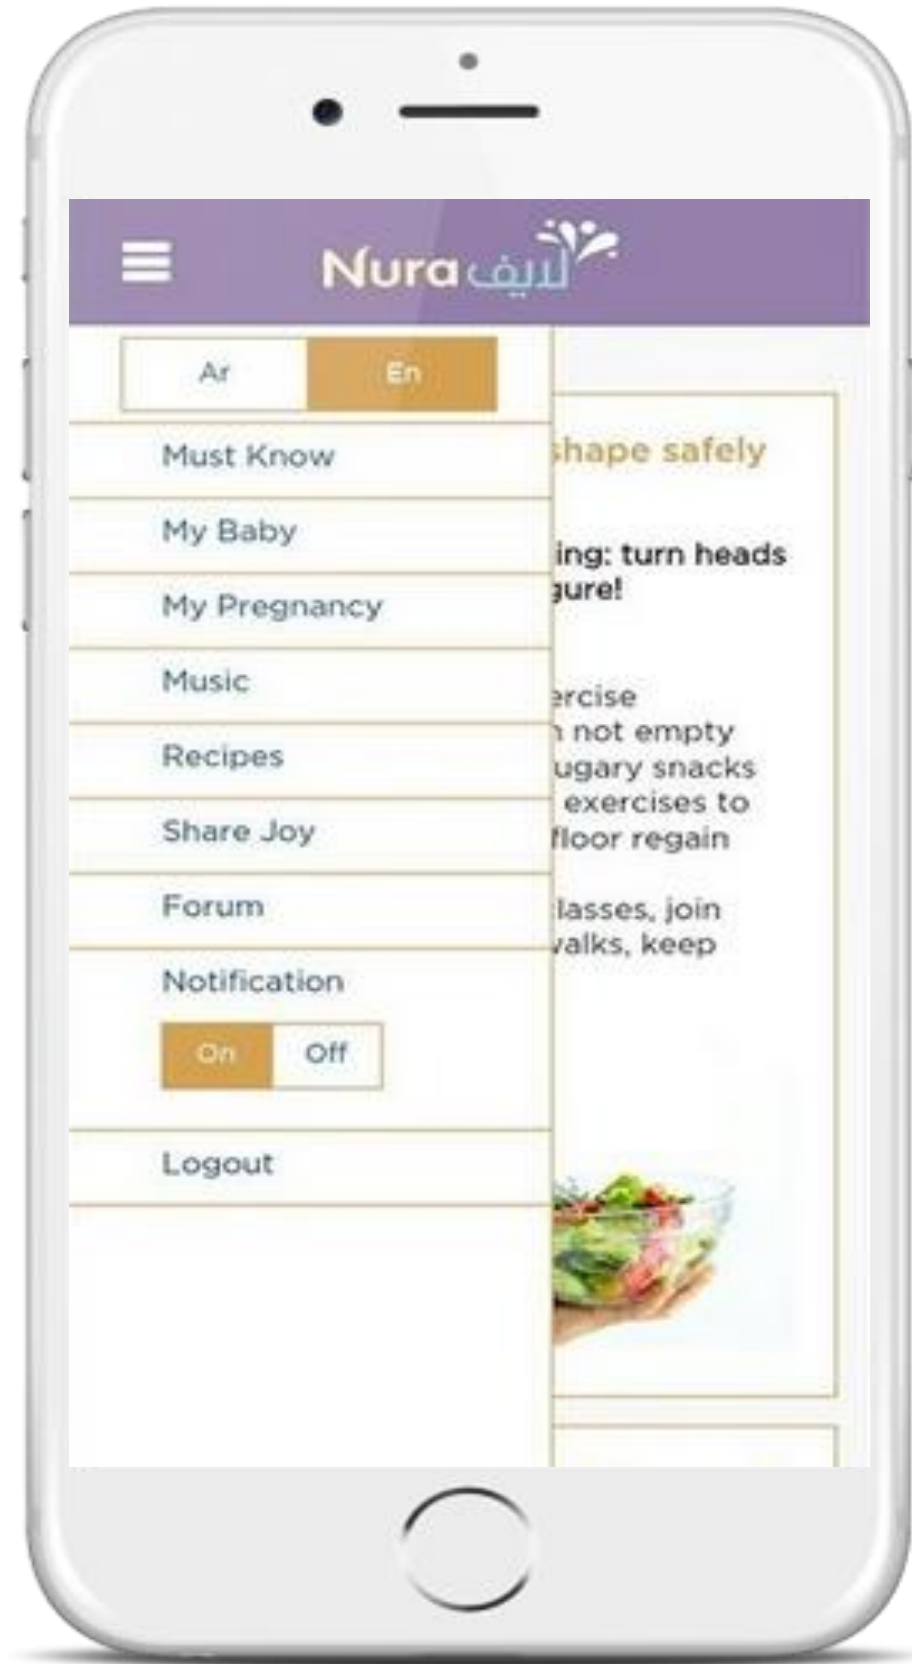 Nura لايف
Ar En
Must Know
My Baby
My Pregnancy
Music
Recipes
Share Joy
Forum
Notification
On Off
Logout
shape safely
ing: turn heads
gure!
ercise
not empty
ugary snacks
exercises to
floor regain
lasses, join
walks, keep